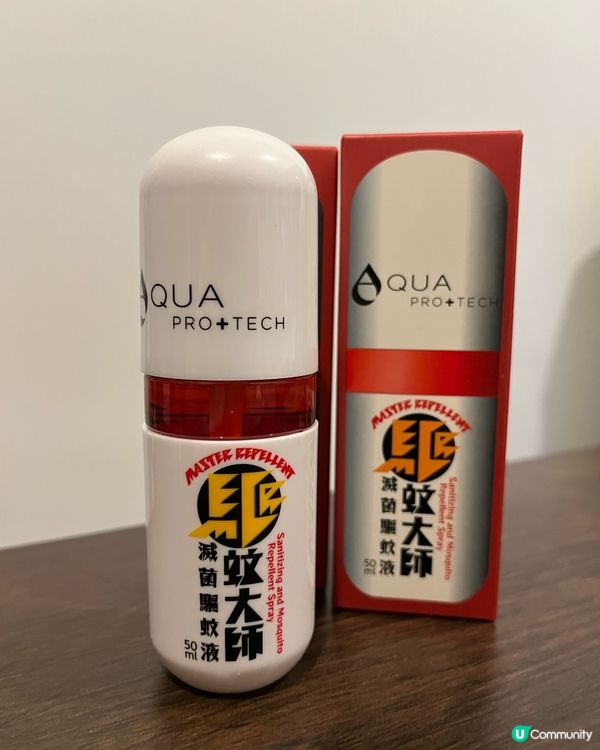 AQUA
PRO+TECH
MASTER REPELLENT
驅蚊大師
Sanitizing and Mosquito
Repellent Spray
滅菌驅蚊液
50
ml
AQUA
PRO+TECH
MASTER REPELLENT
驅蚊大師
Sanitizing and Mosquito
Repellent Spray
滅菌驅蚊液
50
ml
U Community